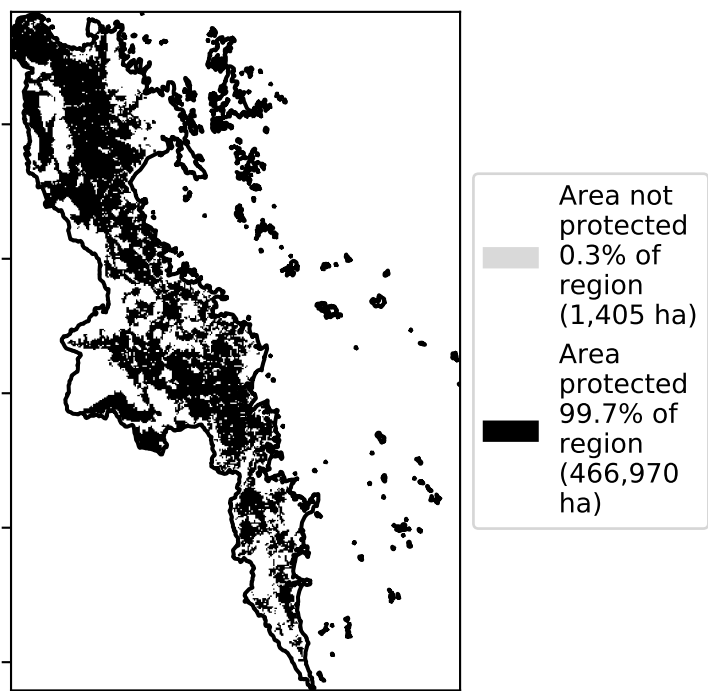 Area not
protected
0.3% of
region
(1,405 ha)
Area
protected
99.7% of
region
(466,970
ha)